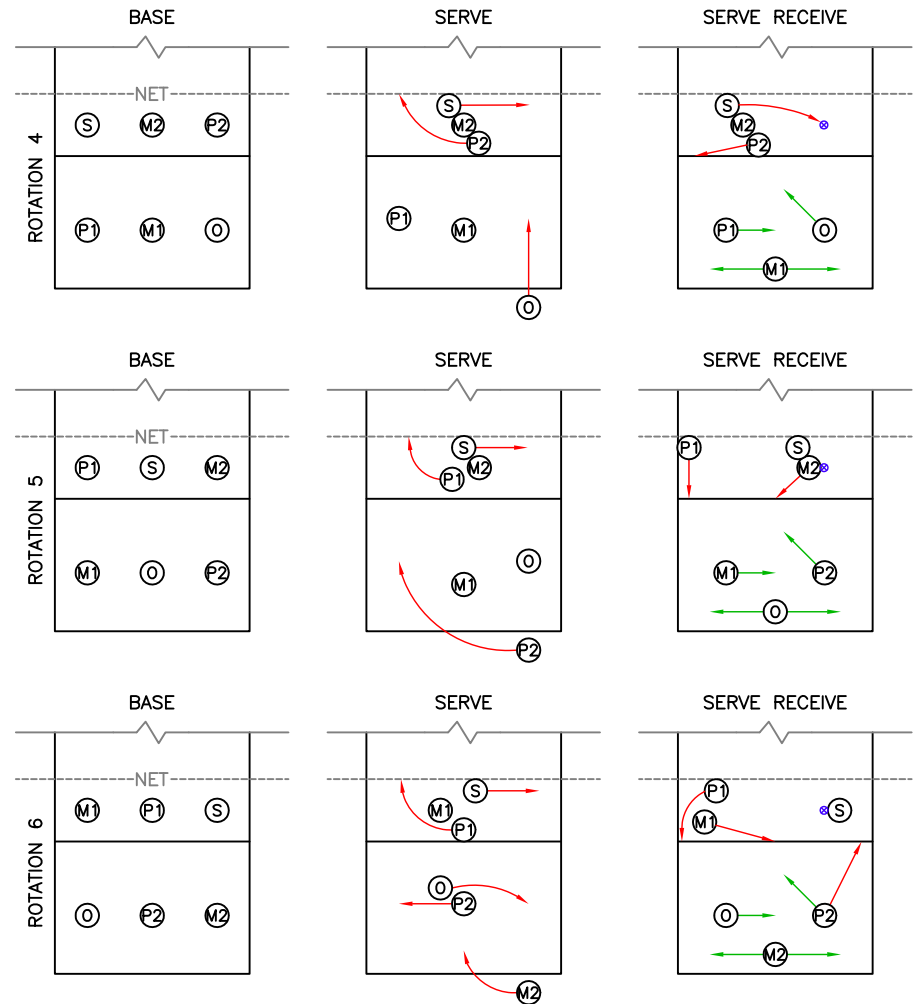 BASE SERVE SERVE RECEIVE
NET
S M2 P2 S M2 P2 S M2 P2
ROTATION 4
P1 M1 O P1 M1 O P1 O M1
BASE SERVE SERVE RECEIVE
NET
P1 S M2 S M2 P1 P1 S M2
ROTATION 5
M1 O P2 O M1 P2 M1 P2 O
BASE SERVE SERVE RECEIVE
NET
M1 P1 S S M1 P1 P1 M1 S
ROTATION 6
O P2 M2 O P2 M2 O P2 M2